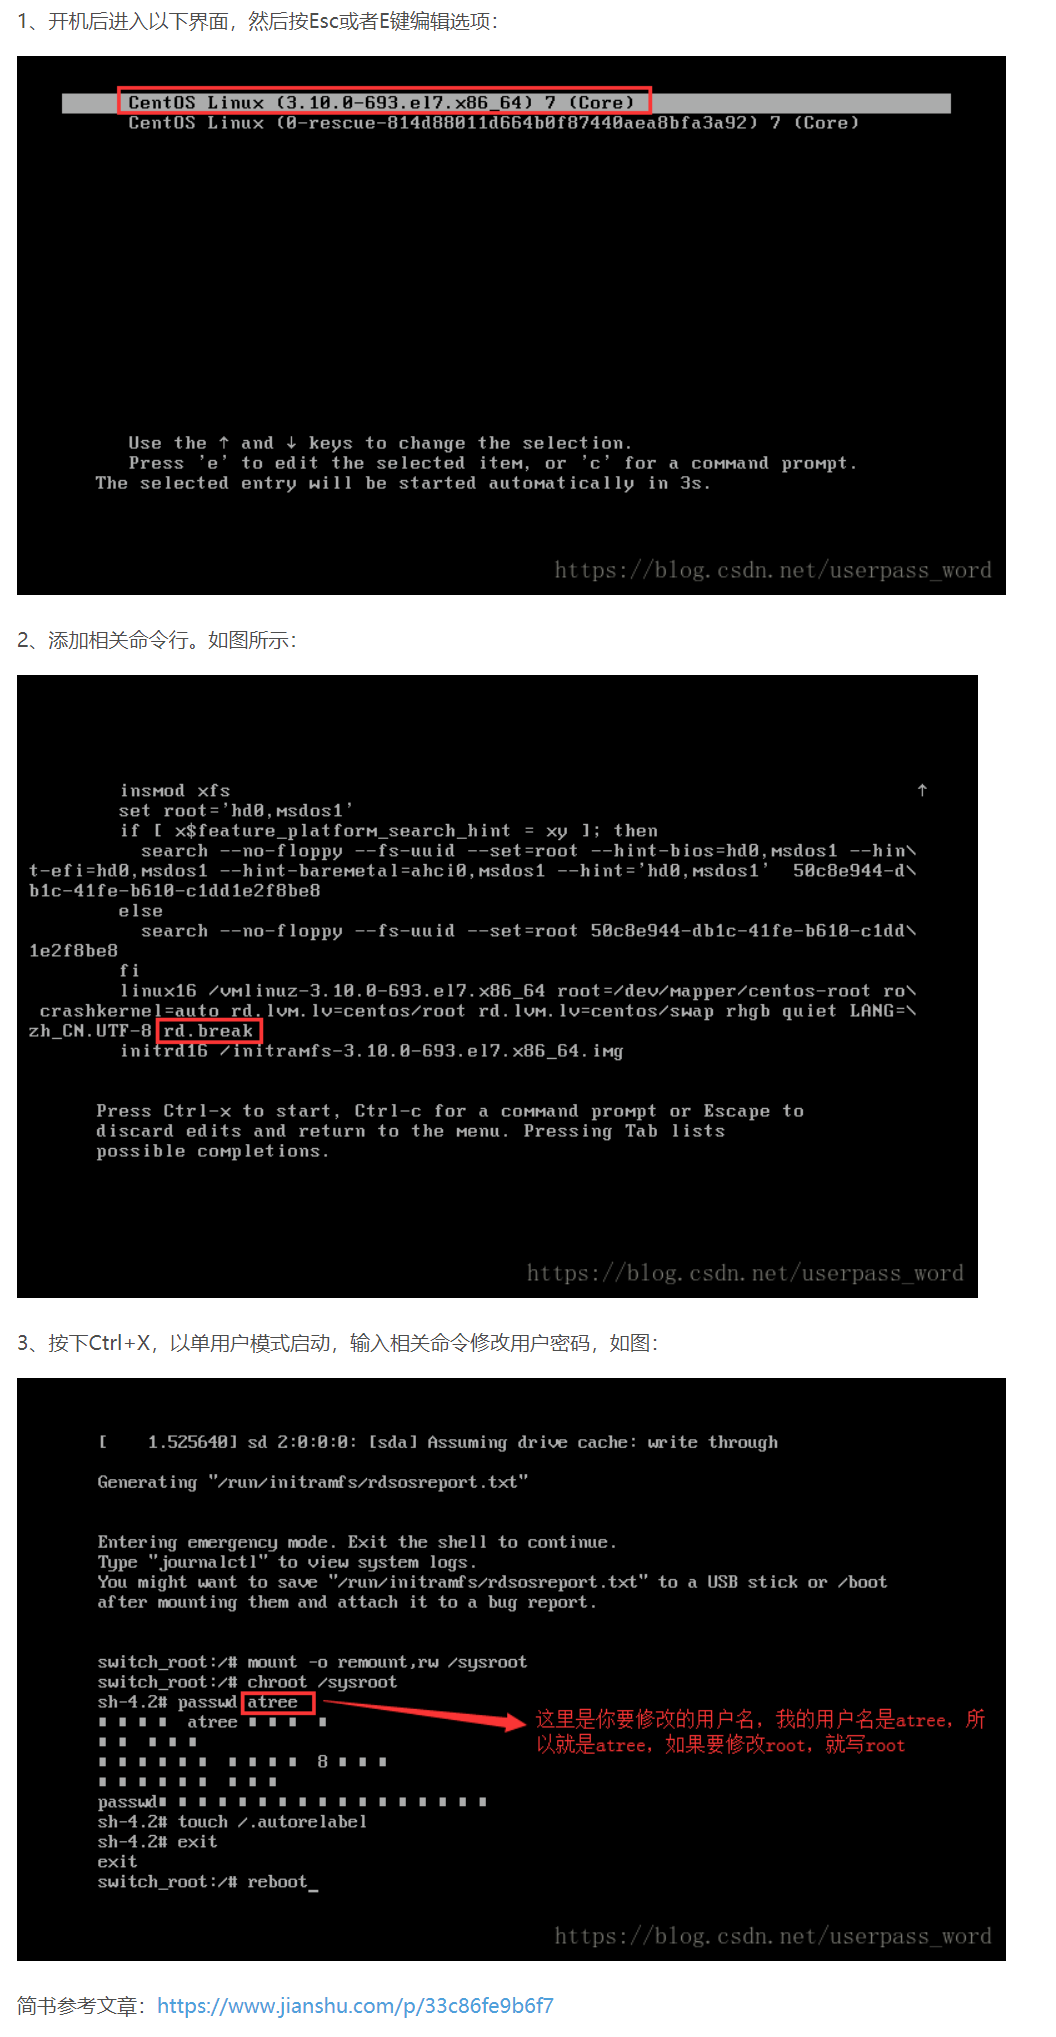 1、开机后进入以下界面，然后按Esc或者E键编辑选项：
CentOS Linux (3.10.0-693.el7.x86_64) 7 (Core)
CentOS Linux (0-rescue-814d88011d664b0f87440aea8bfa3a92) 7 (Core)
Use the ↑ and ↓ keys to change the selection.
Press 'e' to edit the selected item, or 'c' for a command prompt.
The selected entry will be started automatically in 3s.
https://blog.csdn.net/userpass_word
2、添加相关命令行。如图所示：
insmod xfs ↑
set root='hd0,msdos1'
if [ x$feature_platform_search_hint = xy ]; then
search --no-floppy --fs-uuid --set=root --hint-bios=hd0,msdos1 --hin\
t-efi=hd0,msdos1 --hint-baremetal=ahci0,msdos1 --hint='hd0,msdos1'  50c8e944-d\
b1c-41fe-b610-c1dd1e2f8be8
else
search --no-floppy --fs-uuid --set=root 50c8e944-db1c-41fe-b610-c1dd\
1e2f8be8
fi
linux16 /vmlinuz-3.10.0-693.el7.x86_64 root=/dev/mapper/centos-root ro\
crashkernel=auto rd.lvm.lv=centos/root rd.lvm.lv=centos/swap rhgb quiet LANG=\
zh_CN.UTF-8 rd.break
initrd16 /initramfs-3.10.0-693.el7.x86_64.img
Press Ctrl-x to start, Ctrl-c for a command prompt or Escape to
discard edits and return to the menu. Pressing Tab lists
possible completions.
https://blog.csdn.net/userpass_word
3、按下Ctrl+X，以单用户模式启动，输入相关命令修改用户密码，如图：
[    1.525640] sd 2:0:0:0: [sda] Assuming drive cache: write through
Generating "/run/initramfs/rdsosreport.txt"
Entering emergency mode. Exit the shell to continue.
Type "journalctl" to view system logs.
You might want to save "/run/initramfs/rdsosreport.txt" to a USB stick or /boot
after mounting them and attach it to a bug report.
switch_root:/# mount -o remount,rw /sysroot
switch_root:/# chroot /sysroot
sh-4.2# passwd atree
这里是你要修改的用户名，我的用户名是atree，所
以就是atree，如果要修改root，就写root
atree
8
passwd
sh-4.2# touch /.autorelabel
sh-4.2# exit
exit
switch_root:/# reboot_
https://blog.csdn.net/userpass_word
简书参考文章：https://www.jianshu.com/p/33c86fe9b6f7